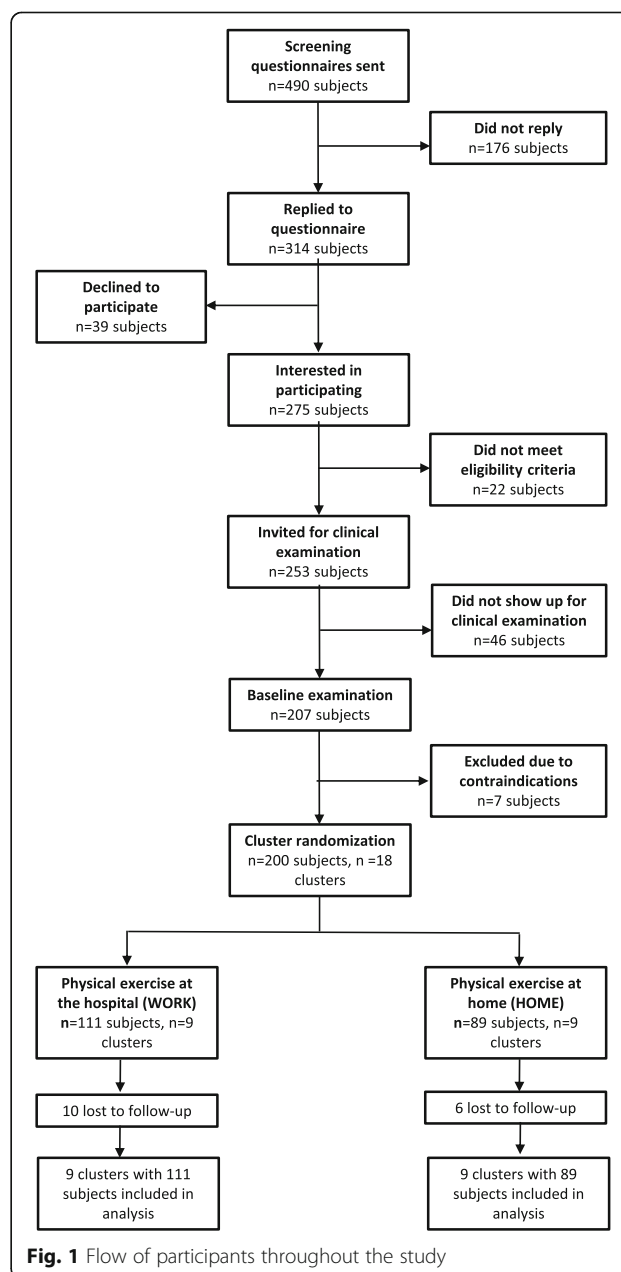 Screening
questionnaires sent
n=490 subjects
Did not reply
n=176 subjects
Replied to
questionnaire
n=314 subjects
Declined to
participate
n=39 subjects
Interested in
participating
n=275 subjects
Did not meet
eligibility criteria
n=22 subjects
Invited for clinical
examination
n=253 subjects
Did not show up for
clinical examination
n=46 subjects
Baseline examination
n=207 subjects
Excluded due to
contraindications
n=7 subjects
Cluster randomization
n=200 subjects, n =18
clusters
Physical exercise at
the hospital (WORK)
n=111 subjects, n=9
clusters
Physical exercise at
home (HOME)
n=89 subjects, n=9
clusters
10 lost to follow-up
6 lost to follow-up
9 clusters with 111
subjects included in
analysis
9 clusters with 89
subjects included in
analysis
Fig. 1 Flow of participants throughout the study